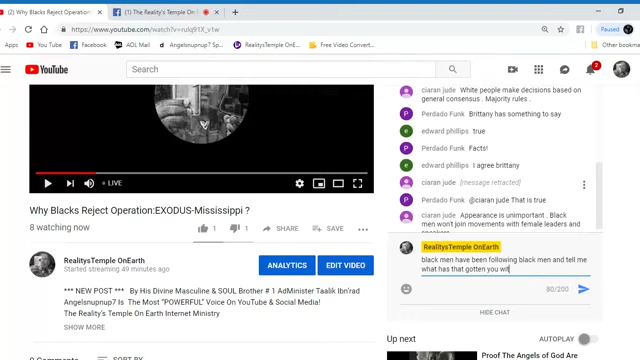 (2) Why Blacks Reject Operation:
(1) The Reality's Temple On Ear
https://www.youtube.com/watch?v=rulq91X_v1w
Paused
Apps
You Tube
Facebook
AOL Mail
Angelsnupnup7 Sp
RealitysTemple OnE
Free Video Convert
Other bookma
YouTube
Search
2
LIVE
Why Blacks Reject Operation:EXODUS-Mississippi ?
8 watching now
1
1
SHARE
SAVE
RealitysTemple OnEarth
Started streaming 49 minutes ago
ANALYTICS
EDIT VIDEO
*** NEW POST *** By His Divine Masculine & SOUL Brother # 1 AdMinister Taalik Ibn'rad
Angelsnupnup7 Is The Most "POWERFUL" Voice On YouTube & Social Media!
The Reality's Temple On Earth Internet Ministry
SHOW MORE
0 Comments
SORT BY
ciaran jude White people make decisions based on
general consensus . Majority rules .
Perdado Funk Brittany has something to say
edward phillips true
Perdado Funk Facts!
edward phillips I agree brittany
ciaran jude [message retracted]
Perdado Funk @ciaran jude That is true
ciaran jude Appearance is unimportant . Black
men won't join movements with female leaders and
speakers
RealitysTemple OnEarth
black men have been following black men and tell me
what has that gotten you wit
80/200
HIDE CHAT
Up next
AUTOPLAY
Proof The Angels of God Are